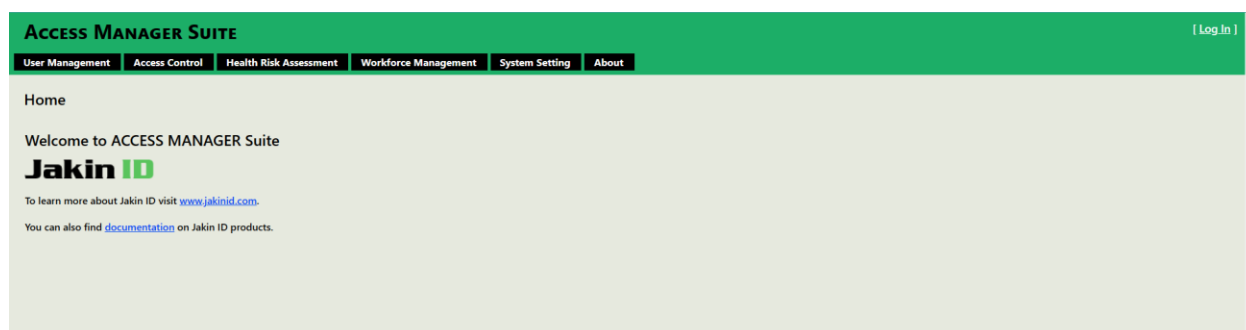 ACCESS MANAGER SUITE
[ Log In ]
User Management Access Control Health Risk Assessment Workforce Management System Setting About
Home
Welcome to ACCESS MANAGER Suite
Jakin ID
To learn more about Jakin ID visit www.jakinid.com.
You can also find documentation on Jakin ID products.